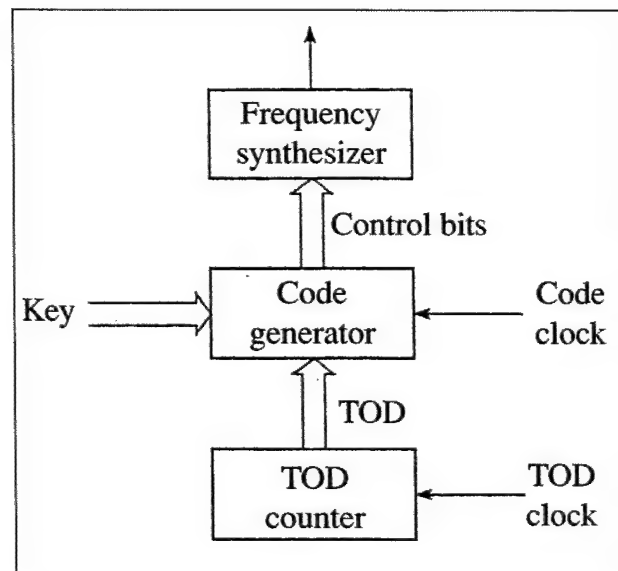 Frequency
synthesizer
Control bits
Key
Code
generator
Code
clock
TOD
TOD
counter
TOD
clock